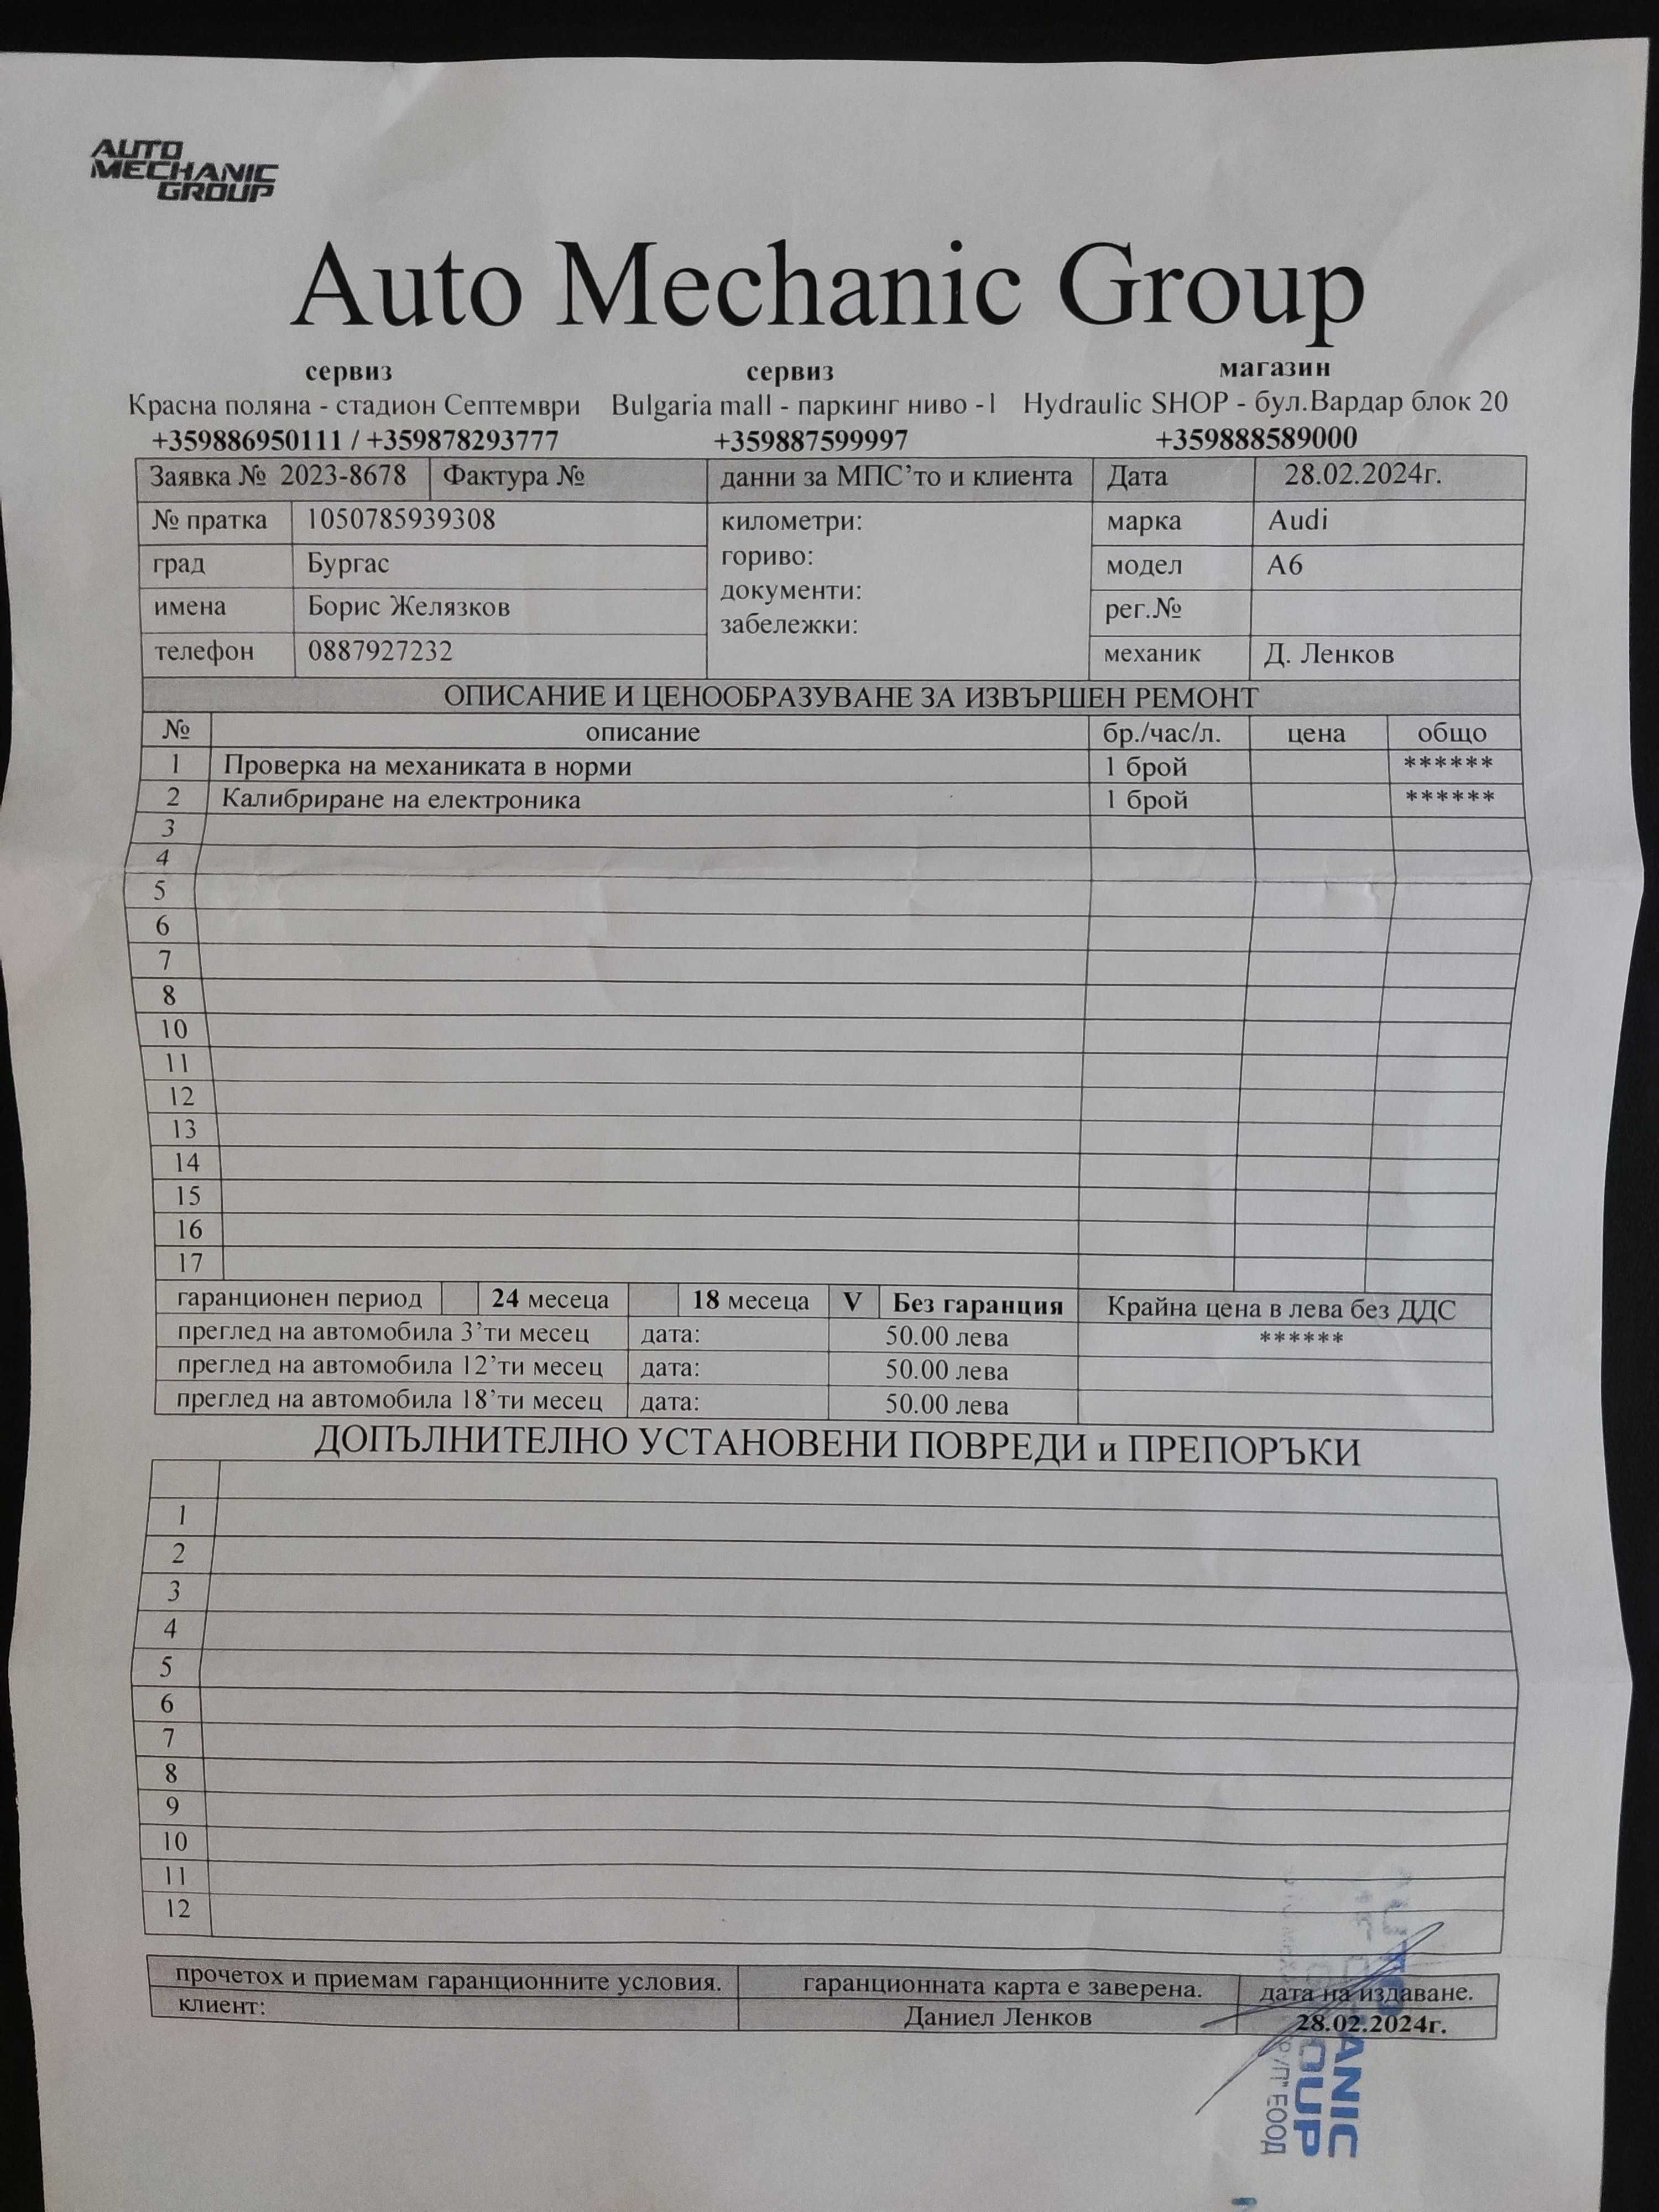 AUTO
MECHANIC
GROUP
Auto Mechanic Group
сервиз сервиз магазин
Красна поляна - стадион Септември Bulgaria mall - паркинг ниво -1 Hydraulic SHOP - бул.Вардар блок 20
+359886950111 / +359878293777 +359887599997 +359888589000
Заявка № 2023-8678 Фактура № данни за МПС’то и клиента Дата 28.02.2024г.
№ пратка 1050785939308 километри: марка Audi
град Бургас гориво: модел A6
документи:
имена Борис Желязков забележки: рег.№
телефон 0887927232 механик Д. Ленков
ОПИСАНИЕ И ЦЕНООБРАЗУВАНЕ ЗА ИЗВЪРШЕН РЕМОНТ
№ описание бр./час/л. цена общо
1 Проверка на механиката в норми 1 брой ******
2 Калибриране на електроника 1 брой ******
3
4
5
6
7
8
10
11
12
13
14
15
16
17
гаранционен период 24 месеца 18 месеца V Без гаранция Крайна цена в лева без ДДС
преглед на автомобила 3’ти месец дата: 50.00 лева ******
преглед на автомобила 12’ти месец дата: 50.00 лева
преглед на автомобила 18’ти месец дата: 50.00 лева
ДОПЪЛНИТЕЛНО УСТАНОВЕНИ ПОВРЕДИ и ПРЕПОРЪКИ
1
2
3
4
5
6
7
8
9
10
11
12
прочетох и приемам гаранционните условия. гаранционната карта е заверена. дата на издаване.
клиент: Даниел Ленков 28.02.2024г.